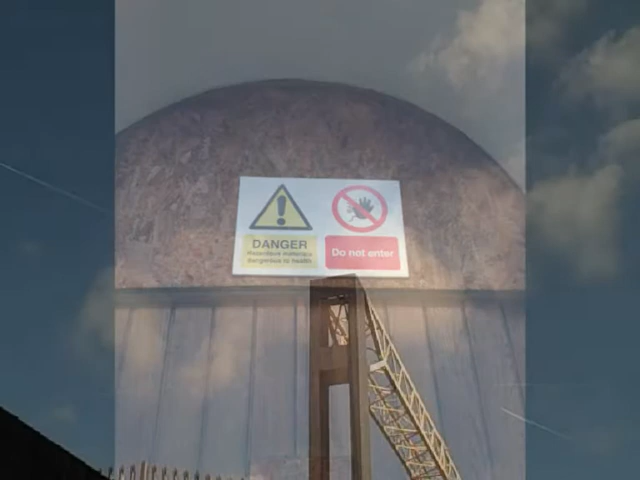 DANGER
Hazardous materials
dangerous to health
Do not enter